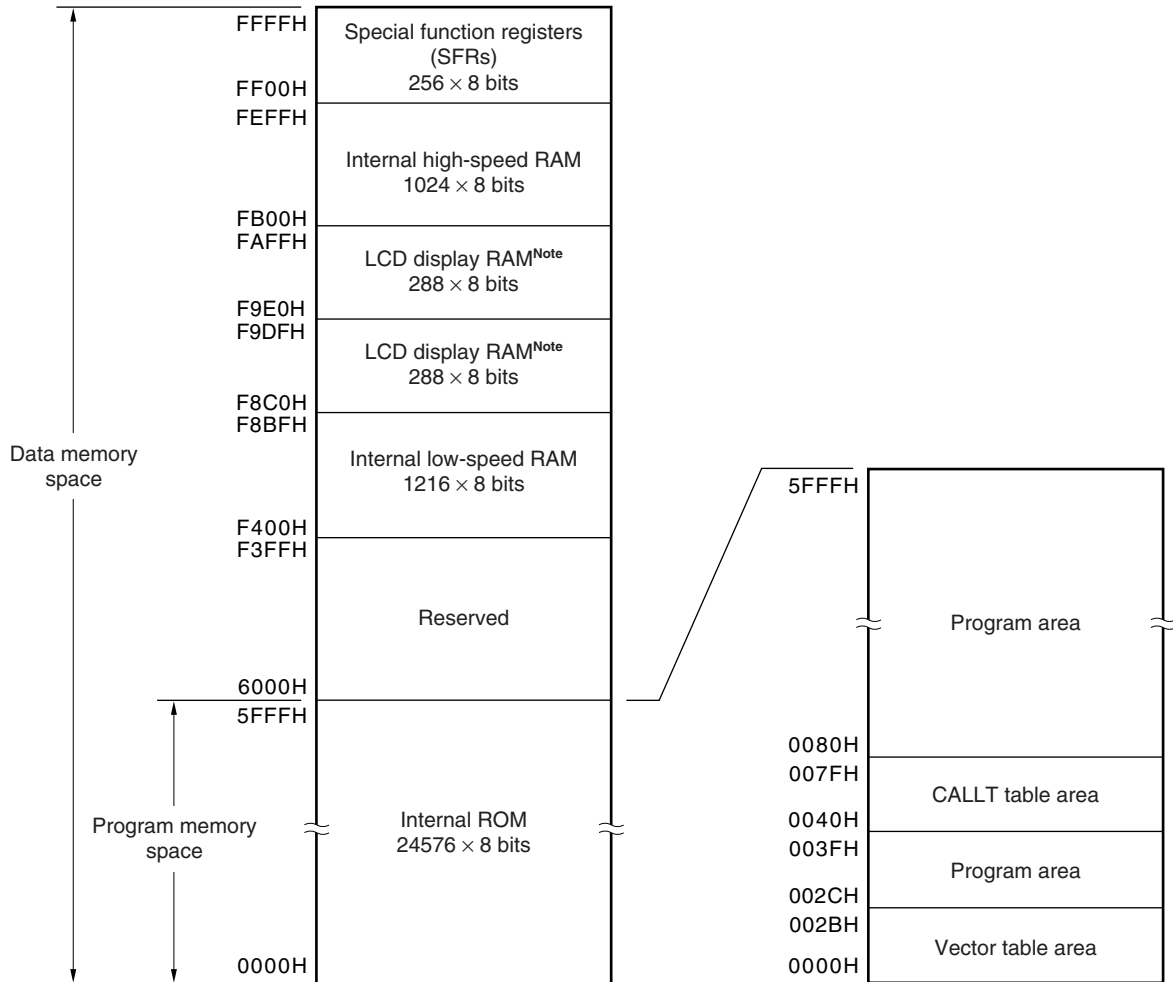 FFFFH
Special function registers
(SFRs)
256 × 8 bits
FF00H
FEFFH
Internal high-speed RAM
1024 × 8 bits
FB00H
FAFFH
LCD display RAMNote
288 × 8 bits
F9E0H
F9DFH
LCD display RAMNote
288 × 8 bits
F8C0H
F8BFH
Data memory
space
Internal low-speed RAM
1216 × 8 bits
F400H
F3FFH
Reserved
6000H
5FFFH
Program memory
space
Internal ROM
24576 × 8 bits
0000H
5FFFH
Program area
0080H
007FH
CALLT table area
0040H
003FH
Program area
002CH
002BH
Vector table area
0000H